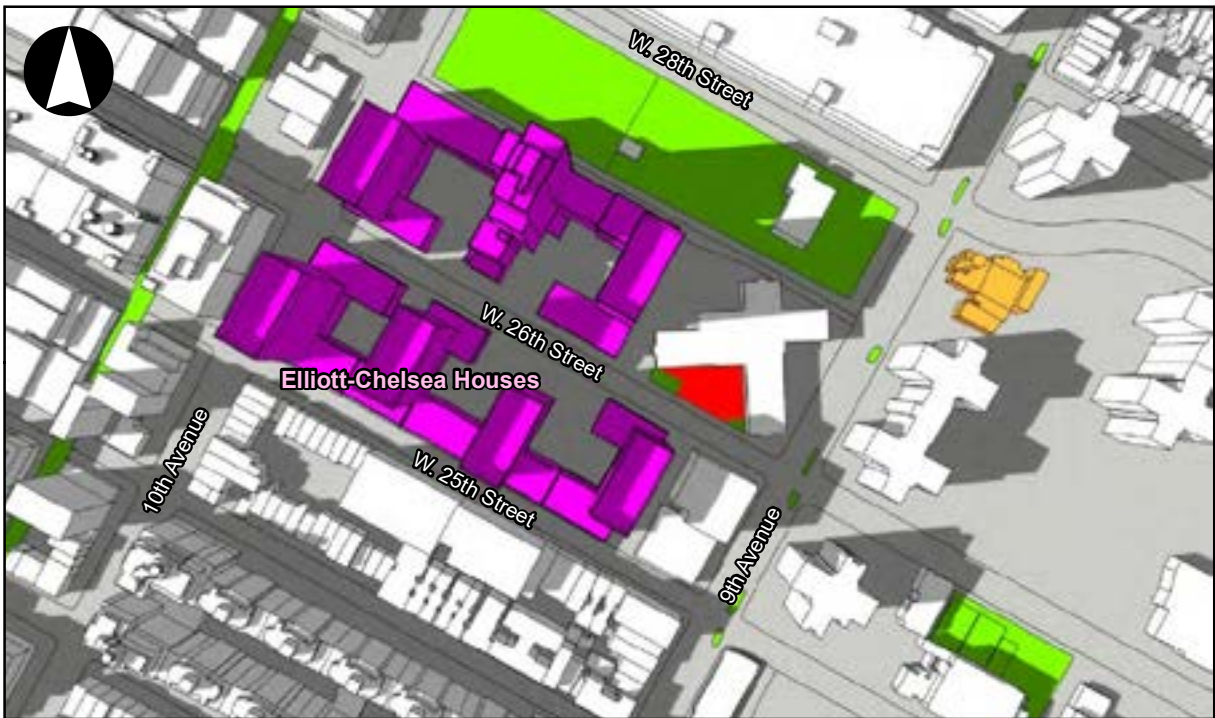 W. 28th Street
W. 26th Street
Elliott-Chelsea Houses
10th Avenue
W. 25th Street
9th Avenue